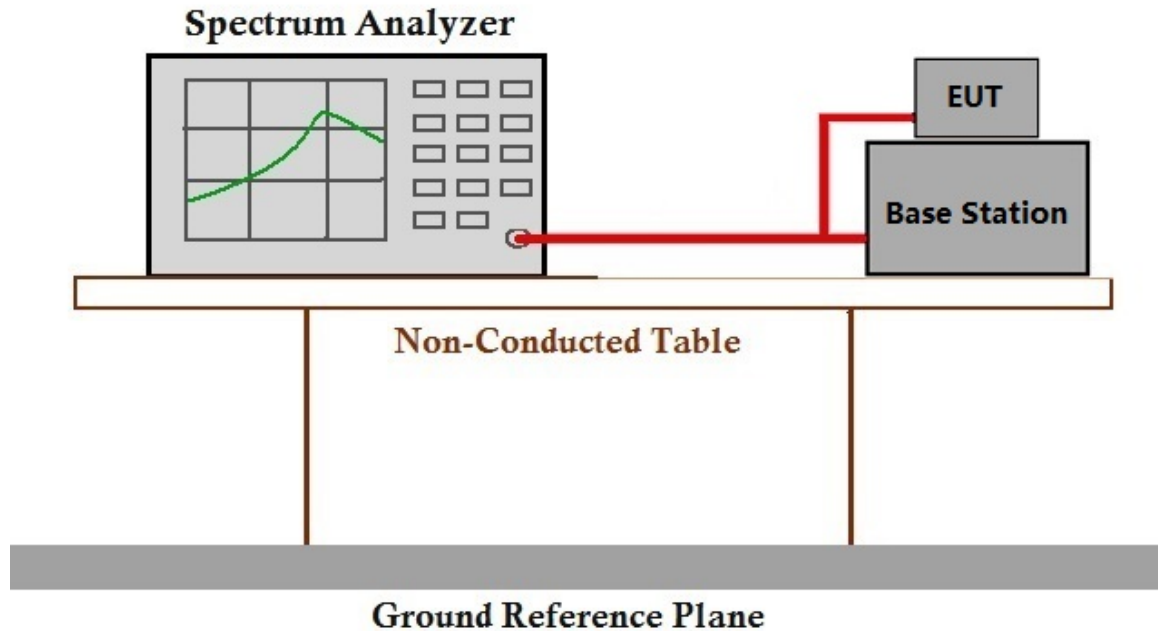 Spectrum Analyzer
EUT
Base Station
Non-Conducted Table
Ground Reference Plane